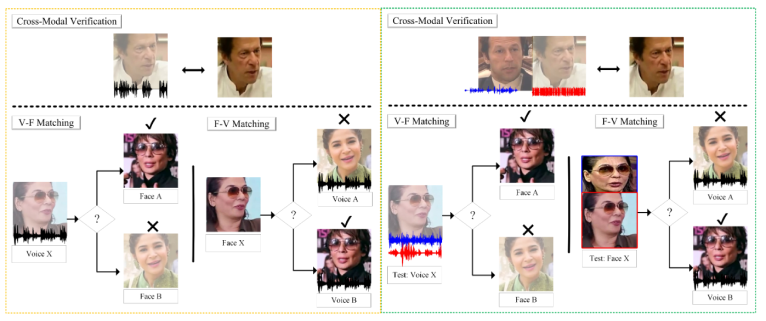 Cross-Modal Verification
V-F Matching
F-V Matching
?
Voice X
Face A
Face B
Face X
?
Voice A
Voice B
Cross-Modal Verification
V-F Matching
F-V Matching
?
Test: Voice X
Face A
Face B
Test: Face X
?
Voice A
Voice B